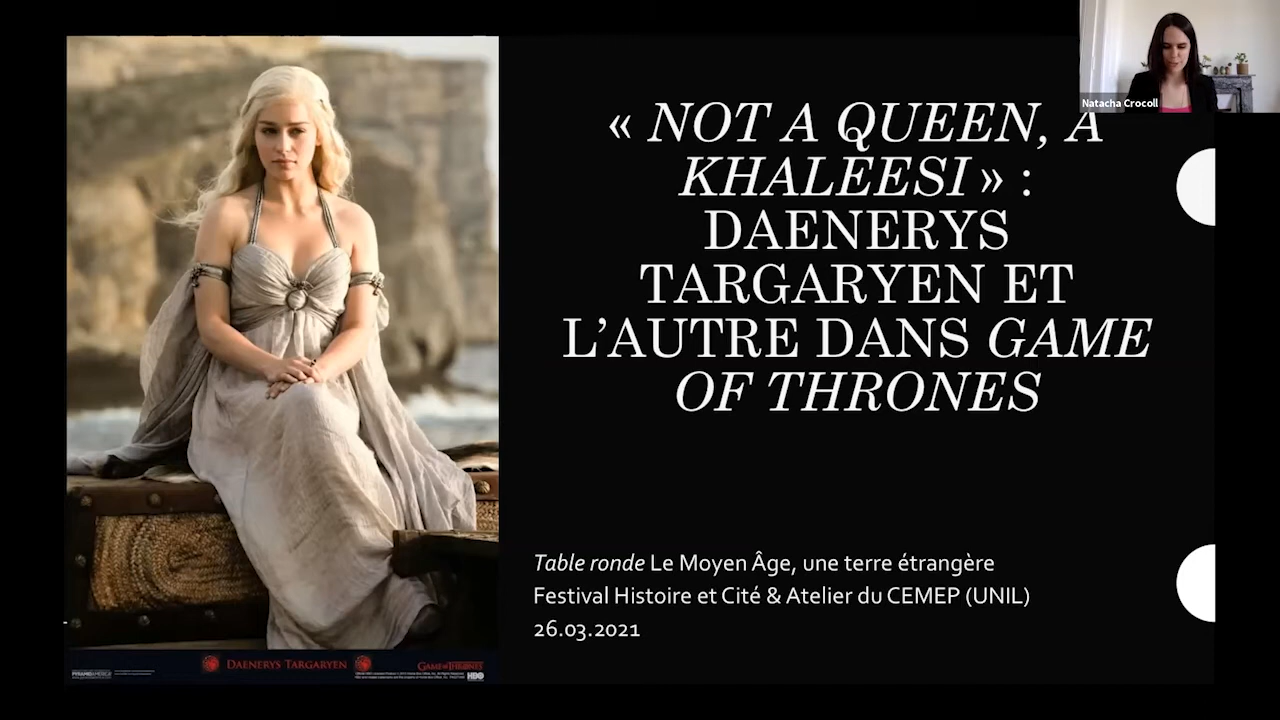 Natacha Crocoll
« NOT A QUEEN, A
KHALEESI » :
DAENERYS
TARGARYEN ET
L’AUTRE DANS GAME
OF THRONES
Table ronde Le Moyen Âge, une terre étrangère
Festival Histoire et Cité & Atelier du CEMEP (UNIL)
26.03.2021
DAENERYS TARGARYEN
GAME OF THRONES
HBO